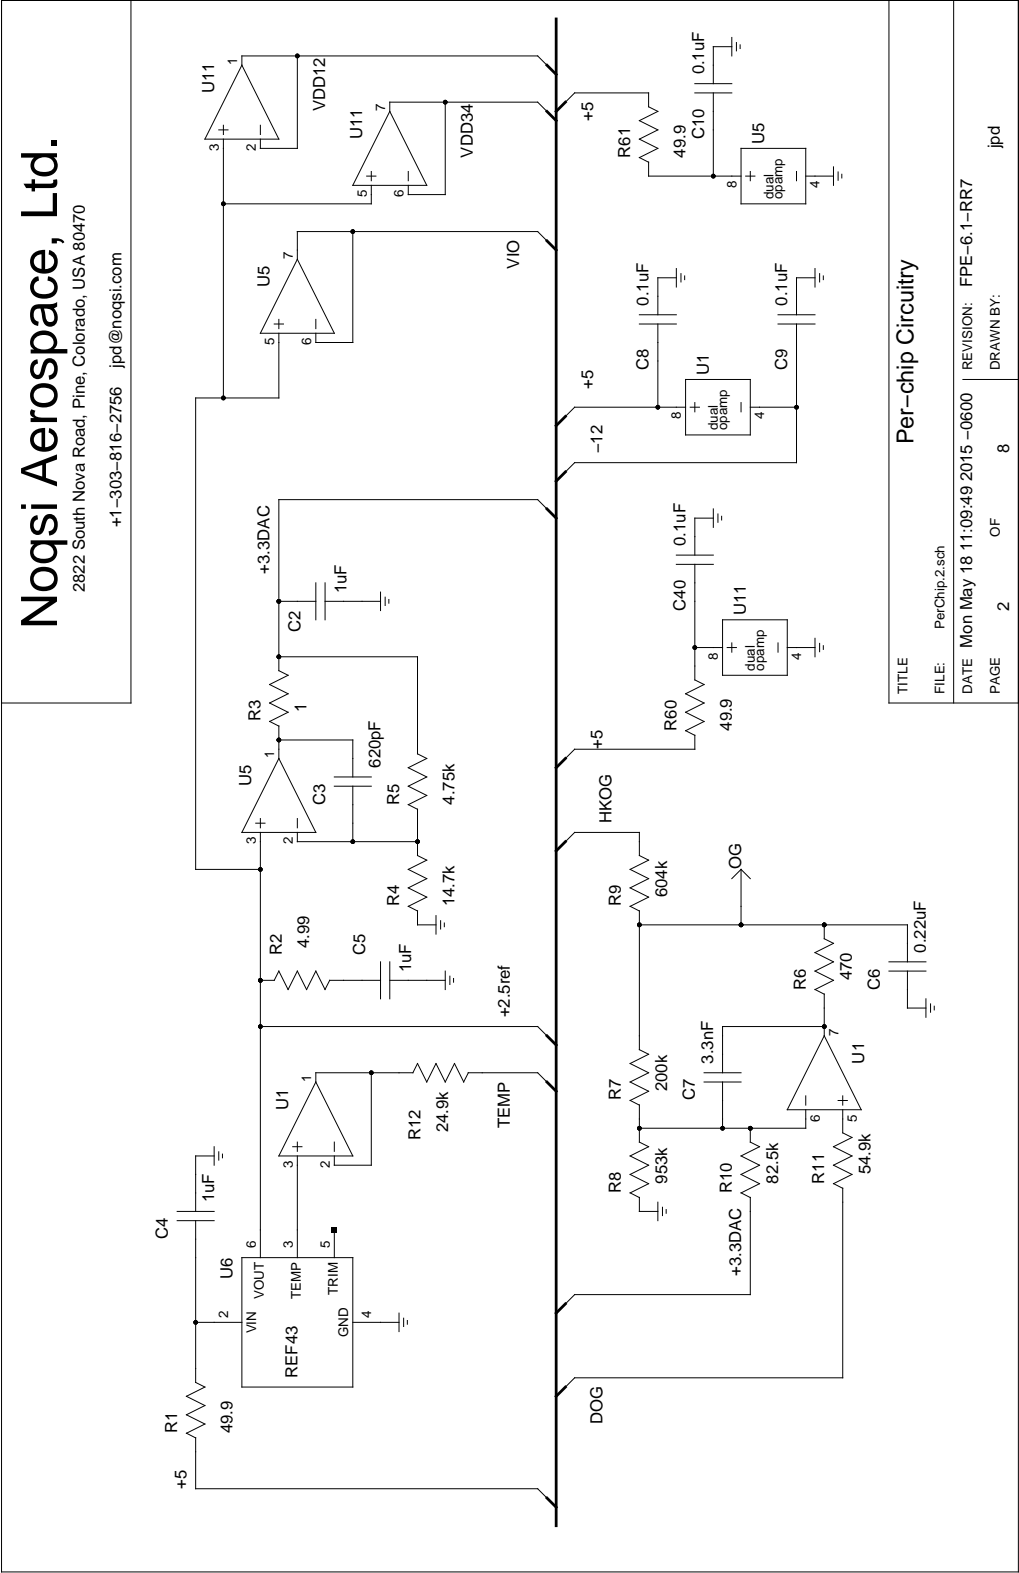 Noqsi Aerospace, Ltd.
2822 South Nova Road, Pine, Colorado, USA 80470
+1−303−816−2756 jpd@noqsi.com
+5
R1
49.9
C4
1uF
U6
2
VIN
VOUT
6
TEMP
3
TRIM
5
REF43
GND
4
U1
3
2
1
+
−
R12
24.9k
TEMP
+2.5ref
R2
4.99
C5
1uF
U5
3
2
1
+
−
R3
1
C3
620pF
R4
14.7k
R5
4.75k
C2
1uF
+3.3DAC
U5
5
6
7
+
−
VIO
U11
5
6
7
+
−
VDD34
U11
3
2
1
+
−
VDD12
DOG
+3.3DAC
R8
953k
R10
82.5k
R11
54.9k
R7
200k
C7
3.3nF
U1
6
5
7
−
+
R6
470
C6
0.22uF
R9
604k
OG
HKOG
+5
R60
49.9
C40
0.1uF
U11
8
+
dual
opamp
−
4
−12
+5
C8
0.1uF
U1
8
+
dual
opamp
−
4
C9
0.1uF
+5
R61
49.9
C10
0.1uF
U5
8
+
dual
opamp
−
4
TITLE
Per−chip Circuitry
FILE: PerChip.2.sch
DATE Mon May 18 11:09:49 2015 −0600
REVISION: FPE−6.1−RR7
PAGE 2 OF 8
DRAWN BY: jpd